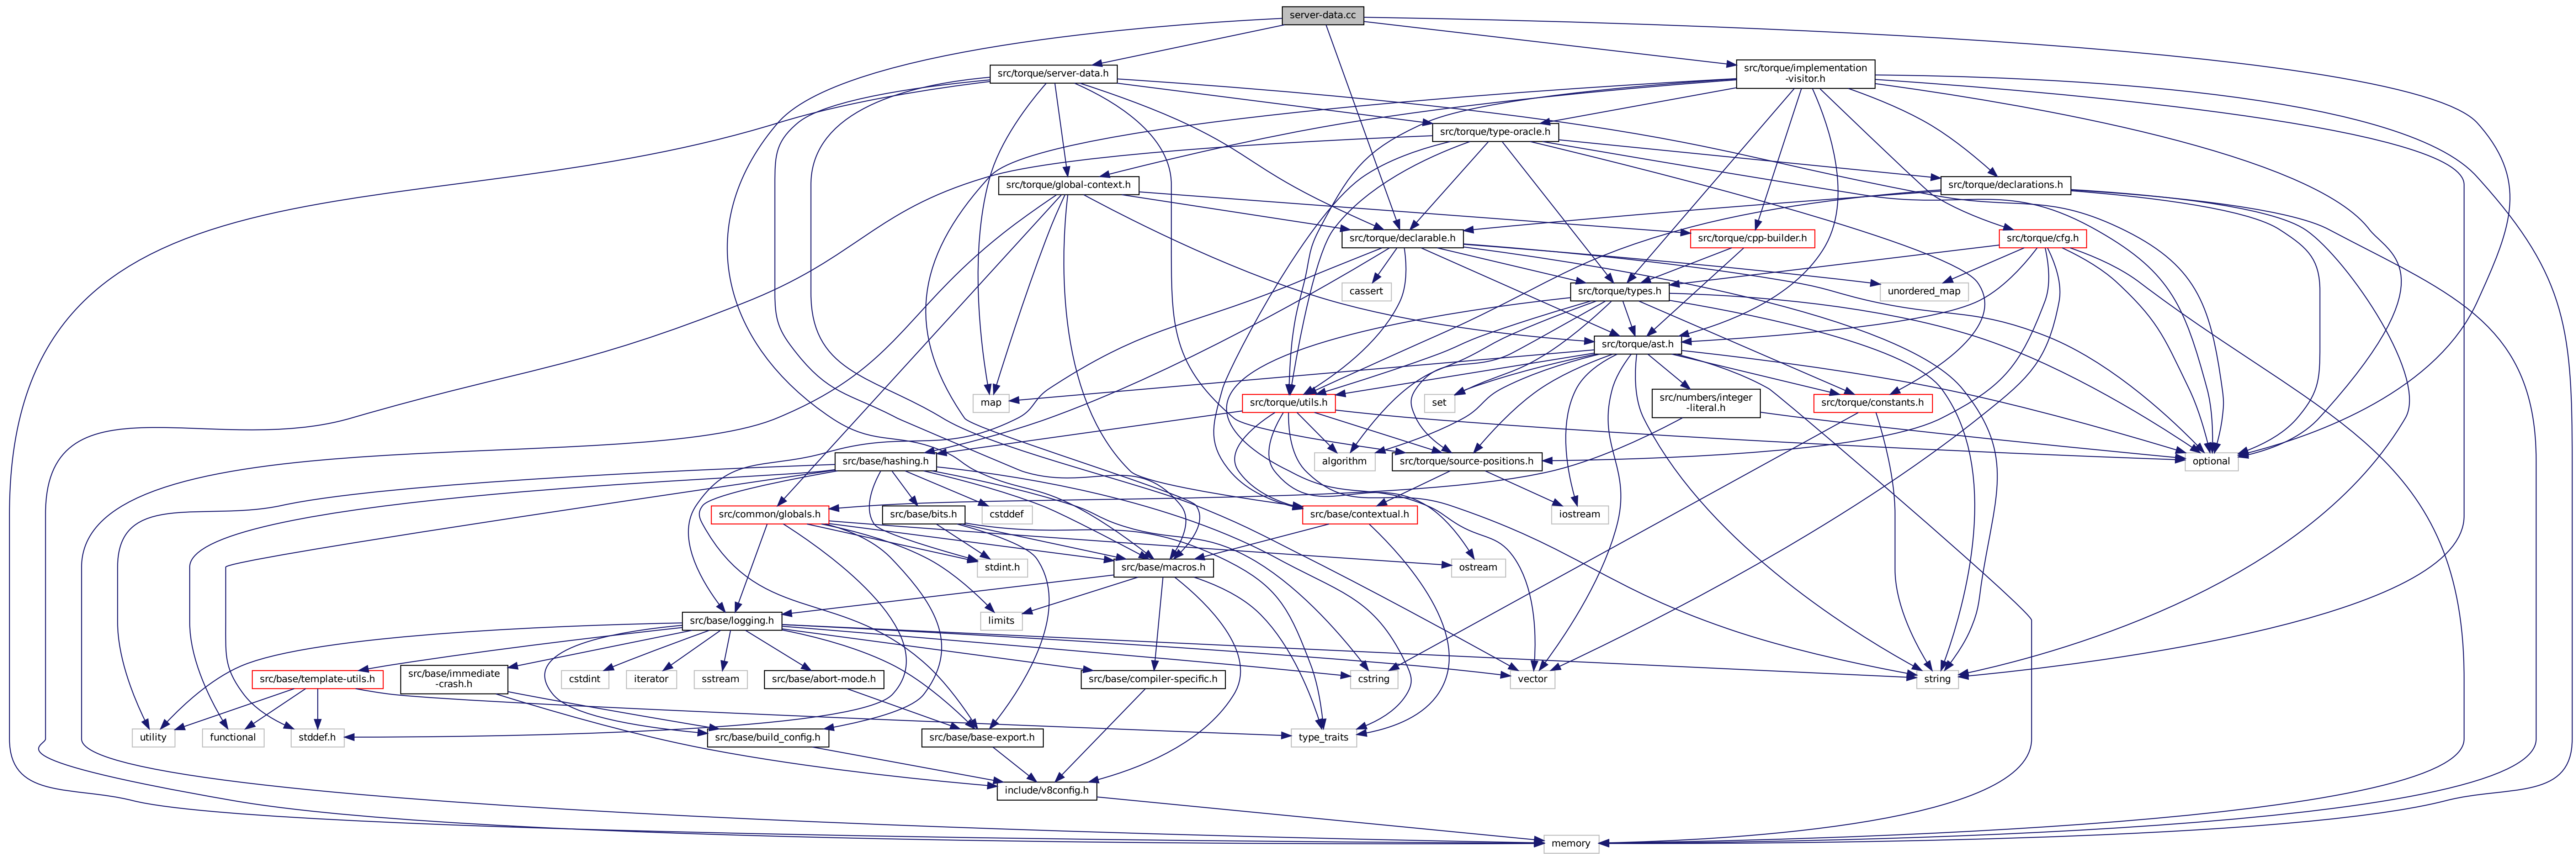 server-data.cc
src/torque/server-data.h
src/torque/implementation
-visitor.h
src/torque/type-oracle.h
src/torque/global-context.h
src/torque/declarations.h
src/torque/declarable.h
src/torque/cpp-builder.h
src/torque/cfg.h
cassert
src/torque/types.h
unordered_map
src/torque/ast.h
map
src/torque/utils.h
set
src/numbers/integer
-literal.h
src/torque/constants.h
src/base/hashing.h
algorithm
src/torque/source-positions.h
optional
src/common/globals.h
src/base/bits.h
cstddef
src/base/contextual.h
iostream
stdint.h
src/base/macros.h
ostream
src/base/logging.h
limits
src/base/template-utils.h
src/base/immediate
-crash.h
cstdint
iterator
sstream
src/base/abort-mode.h
src/base/compiler-specific.h
cstring
vector
string
utility
functional
stddef.h
src/base/build_config.h
src/base/base-export.h
type_traits
include/v8config.h
memory